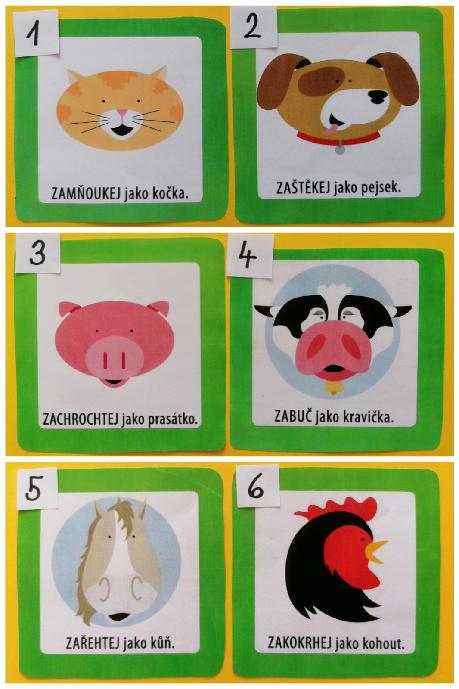 1
ZAMŇOUKEJ jako kočka.
2
ZAŠTĚKEJ jako pejsek.
3
ZACHROCHTEJ jako prasátko.
4
ZABUČ jako kravička.
5
ZAŘEHTEJ jako kůň.
6
ZAKOKRHEJ jako kohout.